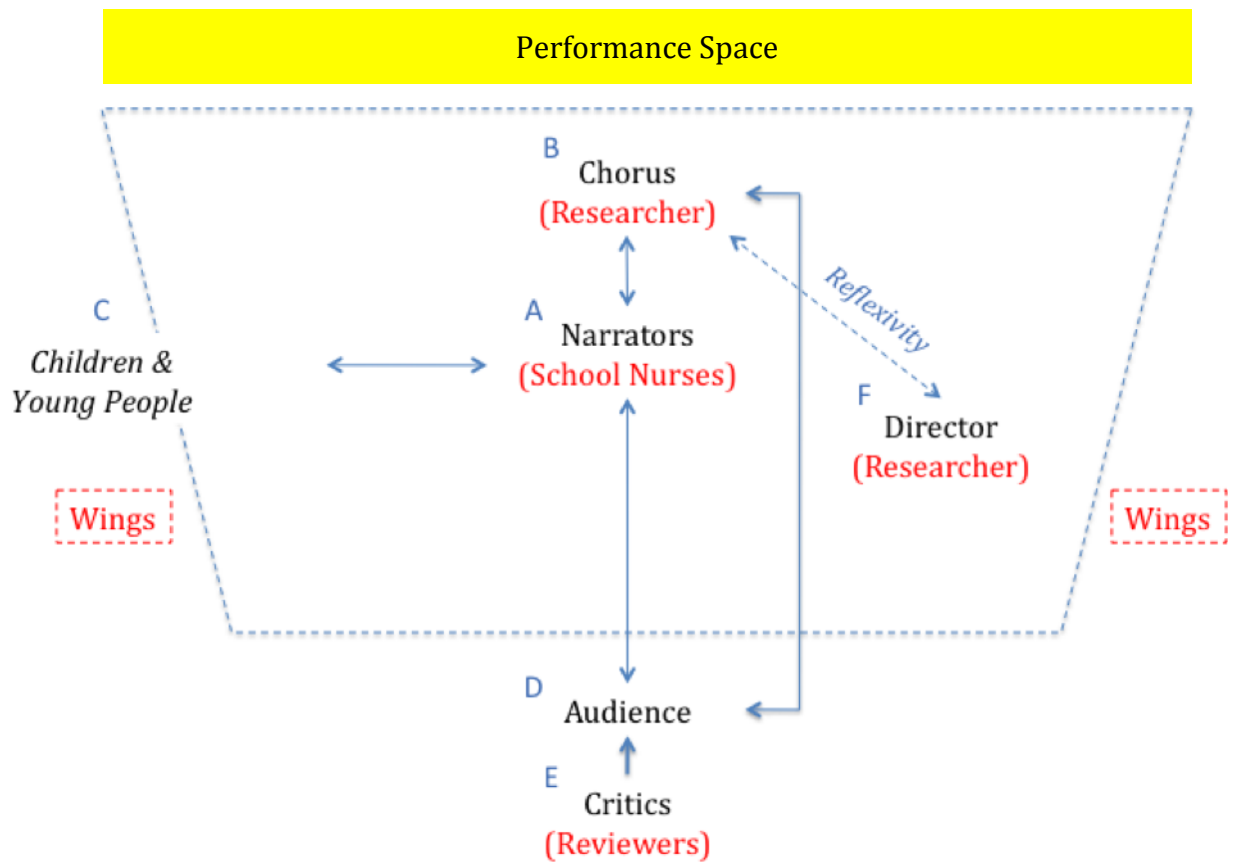 Performance Space
B
Chorus
(Researcher)
Reflexivity
C
Children &
Young People
A
Narrators
(School Nurses)
F
Director
(Researcher)
Wings
Wings
D
Audience
E
Critics
(Reviewers)